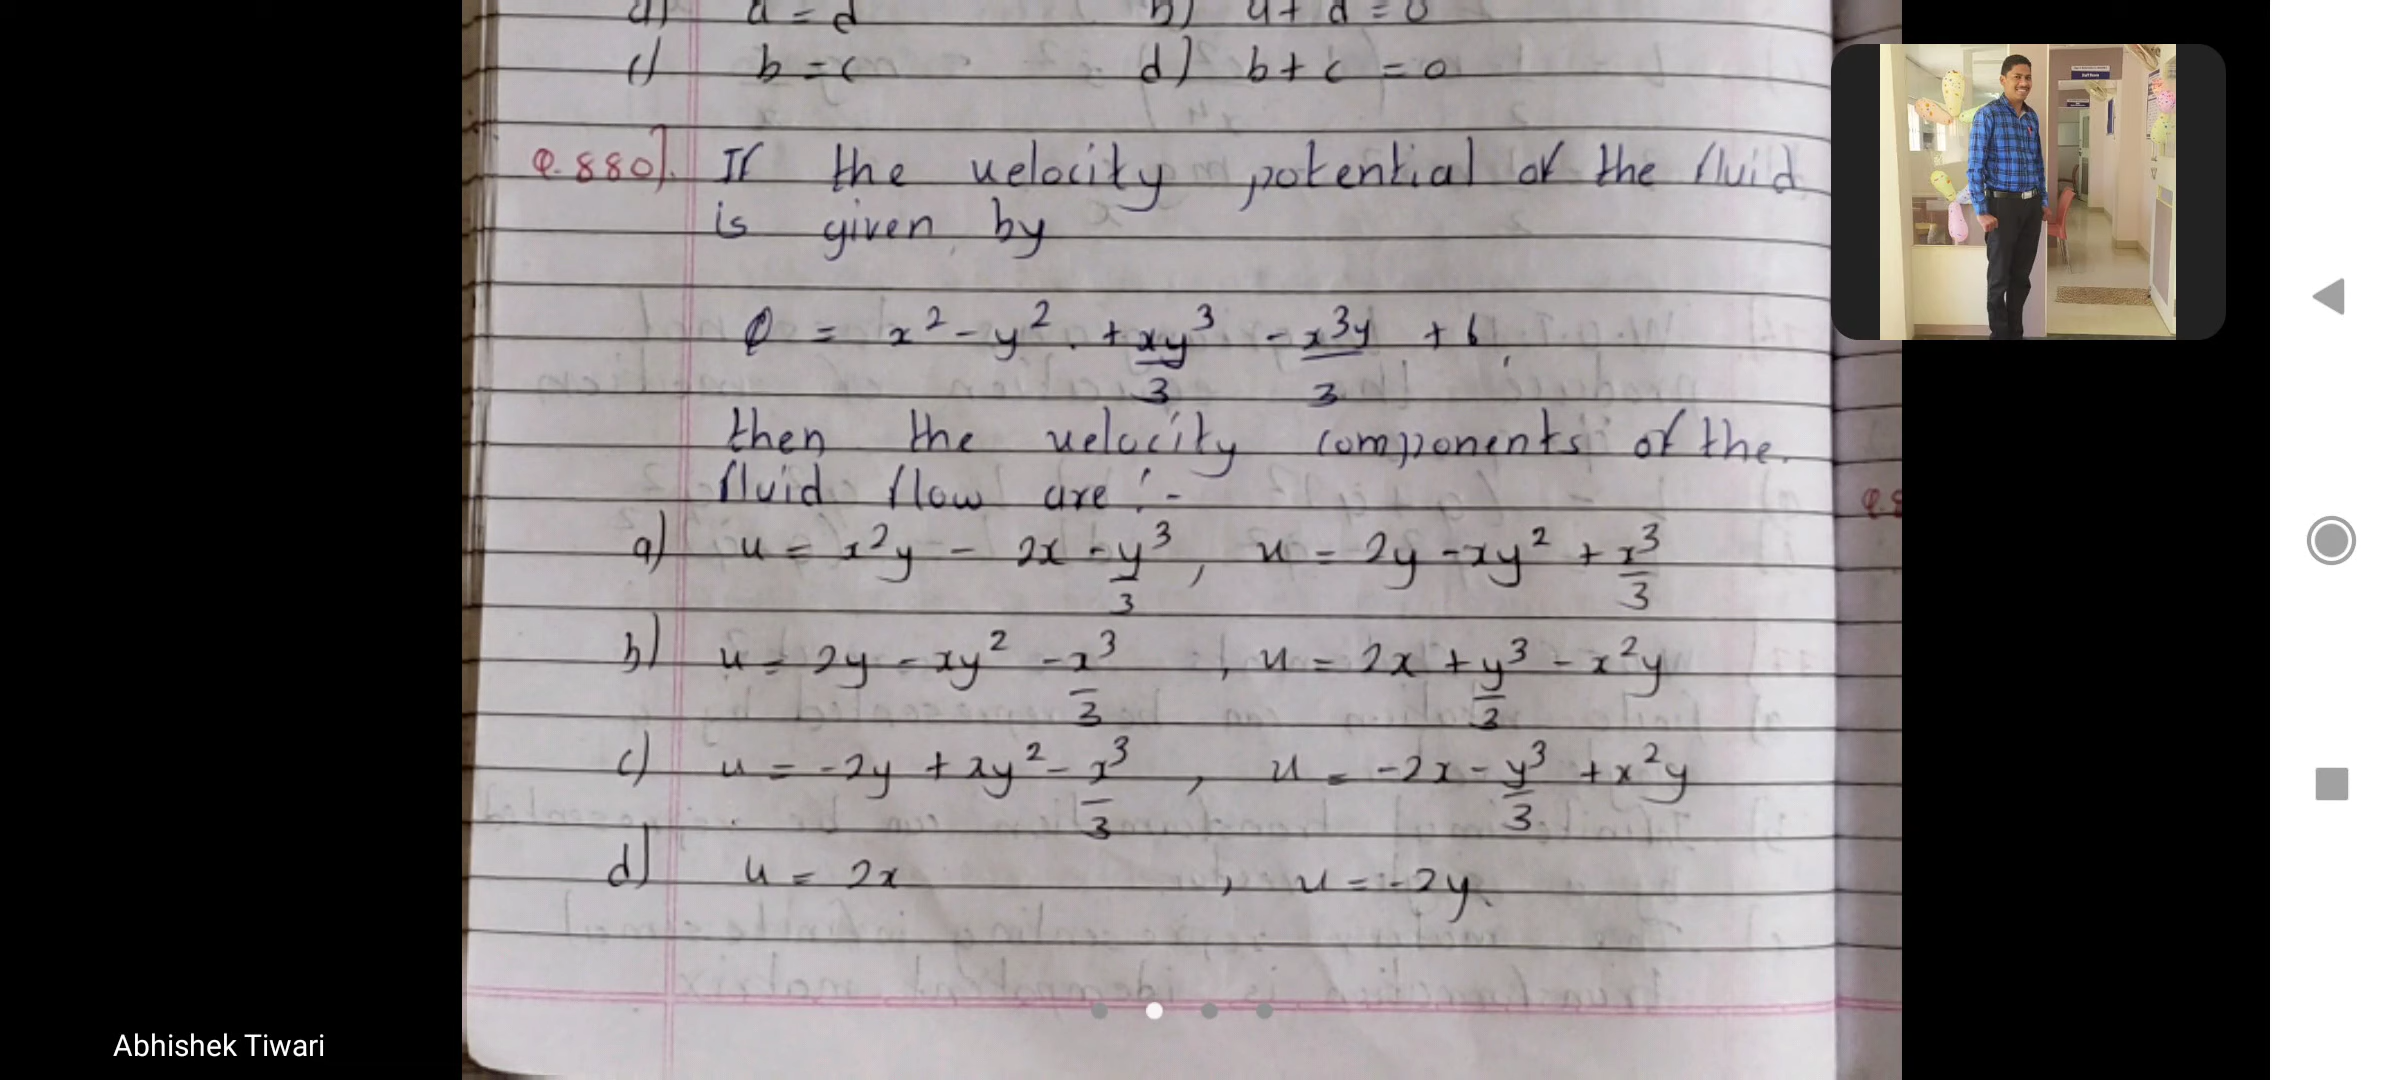 a) a = d b) a + d = 0
c) b = c d) b + c = 0
Q.880]. If the velocity potential of the fluid
is given by
φ = x² - y² + xy³/3 - x³y/3 + 6
then the velocity components of the
fluid flow are :-
a) u = x²y - 2x - y³/3 , u = 2y - xy² + x³/3
b) u = 2y - xy² - x³/3 , u = 2x + y³/3 - x²y
c) u = -2y + xy² - x³/3 , u = -2x - y³/3 + x²y
d) u = 2x , u = -2y.
Q.8
Abhishek Tiwari